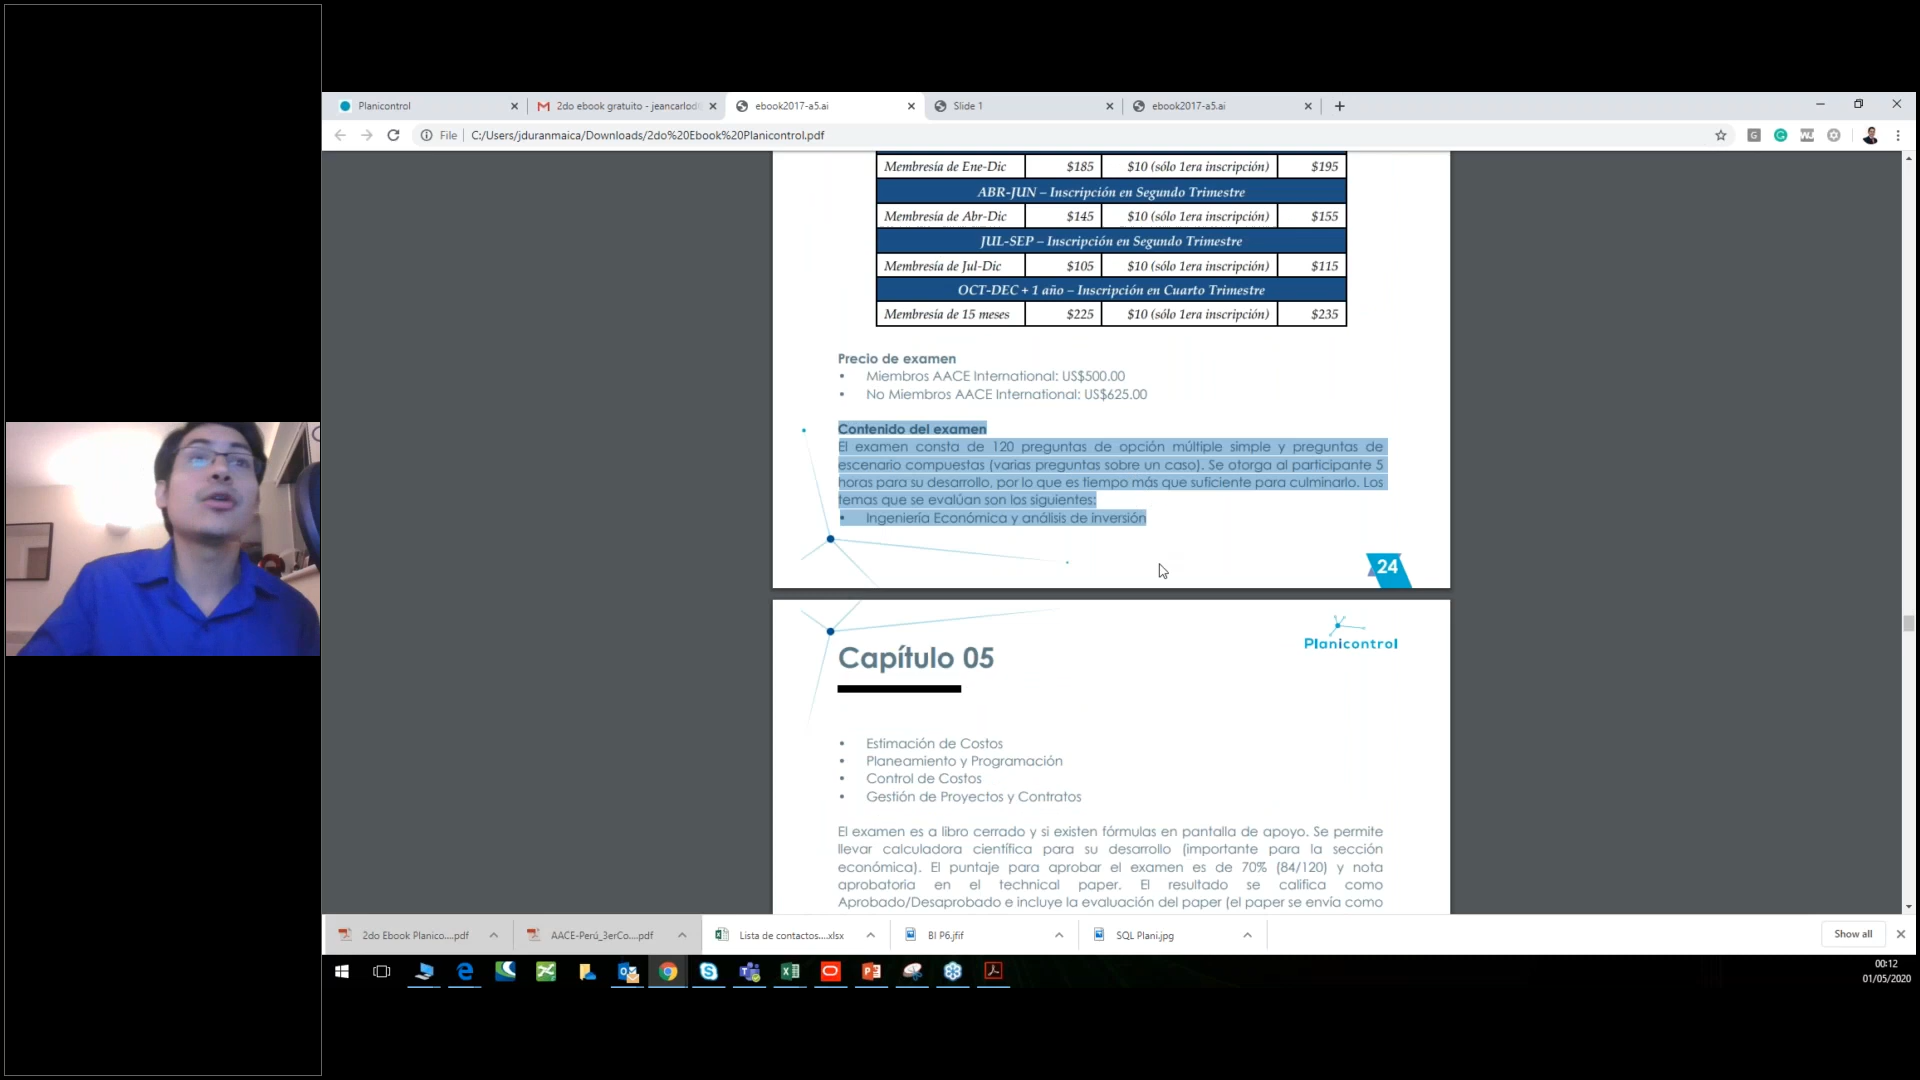 Planicontrol
2do ebook gratuito - jeancarlodi
ebook2017-a5.ai
Slide 1
ebook2017-a5.ai
File
C:/Users/jduranmaica/Downloads/2do%20Ebook%20Planicontrol.pdf
Membresía de Ene-Dic $185 $10 (sólo 1era inscripción) $195
ABR-JUN – Inscripción en Segundo Trimestre
Membresía de Abr-Dic $145 $10 (sólo 1era inscripción) $155
JUL-SEP – Inscripción en Segundo Trimestre
Membresía de Jul-Dic $105 $10 (sólo 1era inscripción) $115
OCT-DEC + 1 año – Inscripción en Cuarto Trimestre
Membresía de 15 meses $225 $10 (sólo 1era inscripción) $235
Precio de examen
• Miembros AACE International: US$500.00
• No Miembros AACE International: US$625.00
Contenido del examen
El examen consta de 120 preguntas de opción múltiple simple y preguntas de
escenario compuestas (varias preguntas sobre un caso). Se otorga al participante 5
horas para su desarrollo, por lo que es tiempo más que suficiente para culminarlo. Los
temas que se evalúan son los siguientes:
• Ingeniería Económica y análisis de inversión
24
Planicontrol
Capítulo 05
• Estimación de Costos
• Planeamiento y Programación
• Control de Costos
• Gestión de Proyectos y Contratos
El examen es a libro cerrado y si existen fórmulas en pantalla de apoyo. Se permite
llevar calculadora científica para su desarrollo (importante para la sección
económica). El puntaje para aprobar el examen es de 70% (84/120) y nota
aprobatoria en el technical paper. El resultado se califica como
Aprobado/Desaprobado e incluye la evaluación del paper (el paper se envía como
2do Ebook Planico....pdf
AACE-Perú_3erCo....pdf
Lista de contactos....xlsx
BI P6.jfif
SQL Plani.jpg
Show all
00:12
01/05/2020